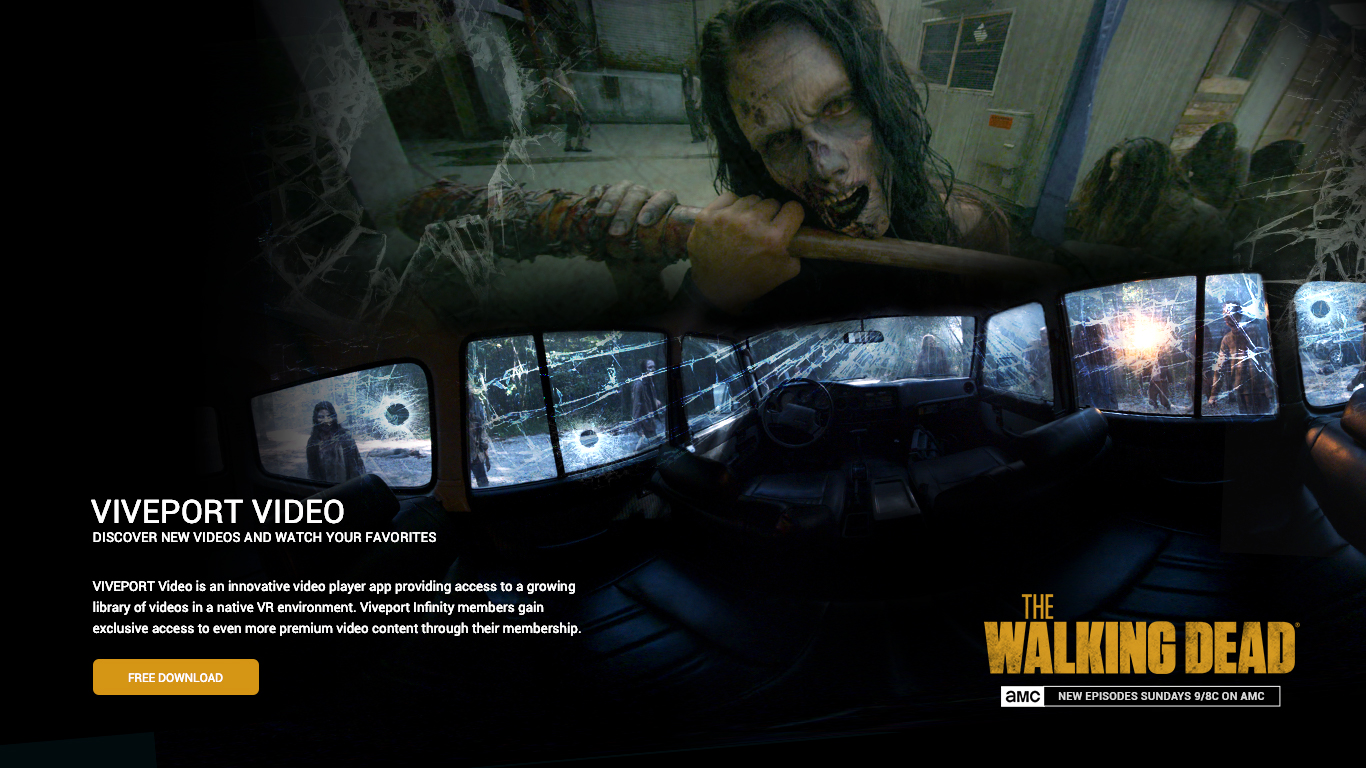 VIVEPORT VIDEO
DISCOVER NEW VIDEOS AND WATCH YOUR FAVORITES
VIVEPORT Video is an innovative video player app providing access to a growing
library of videos in a native VR environment. Viveport Infinity members gain
exclusive access to even more premium video content through their membership.
FREE DOWNLOAD
THE
WALKING DEAD®
aMC NEW EPISODES SUNDAYS 9/8C ON AMC